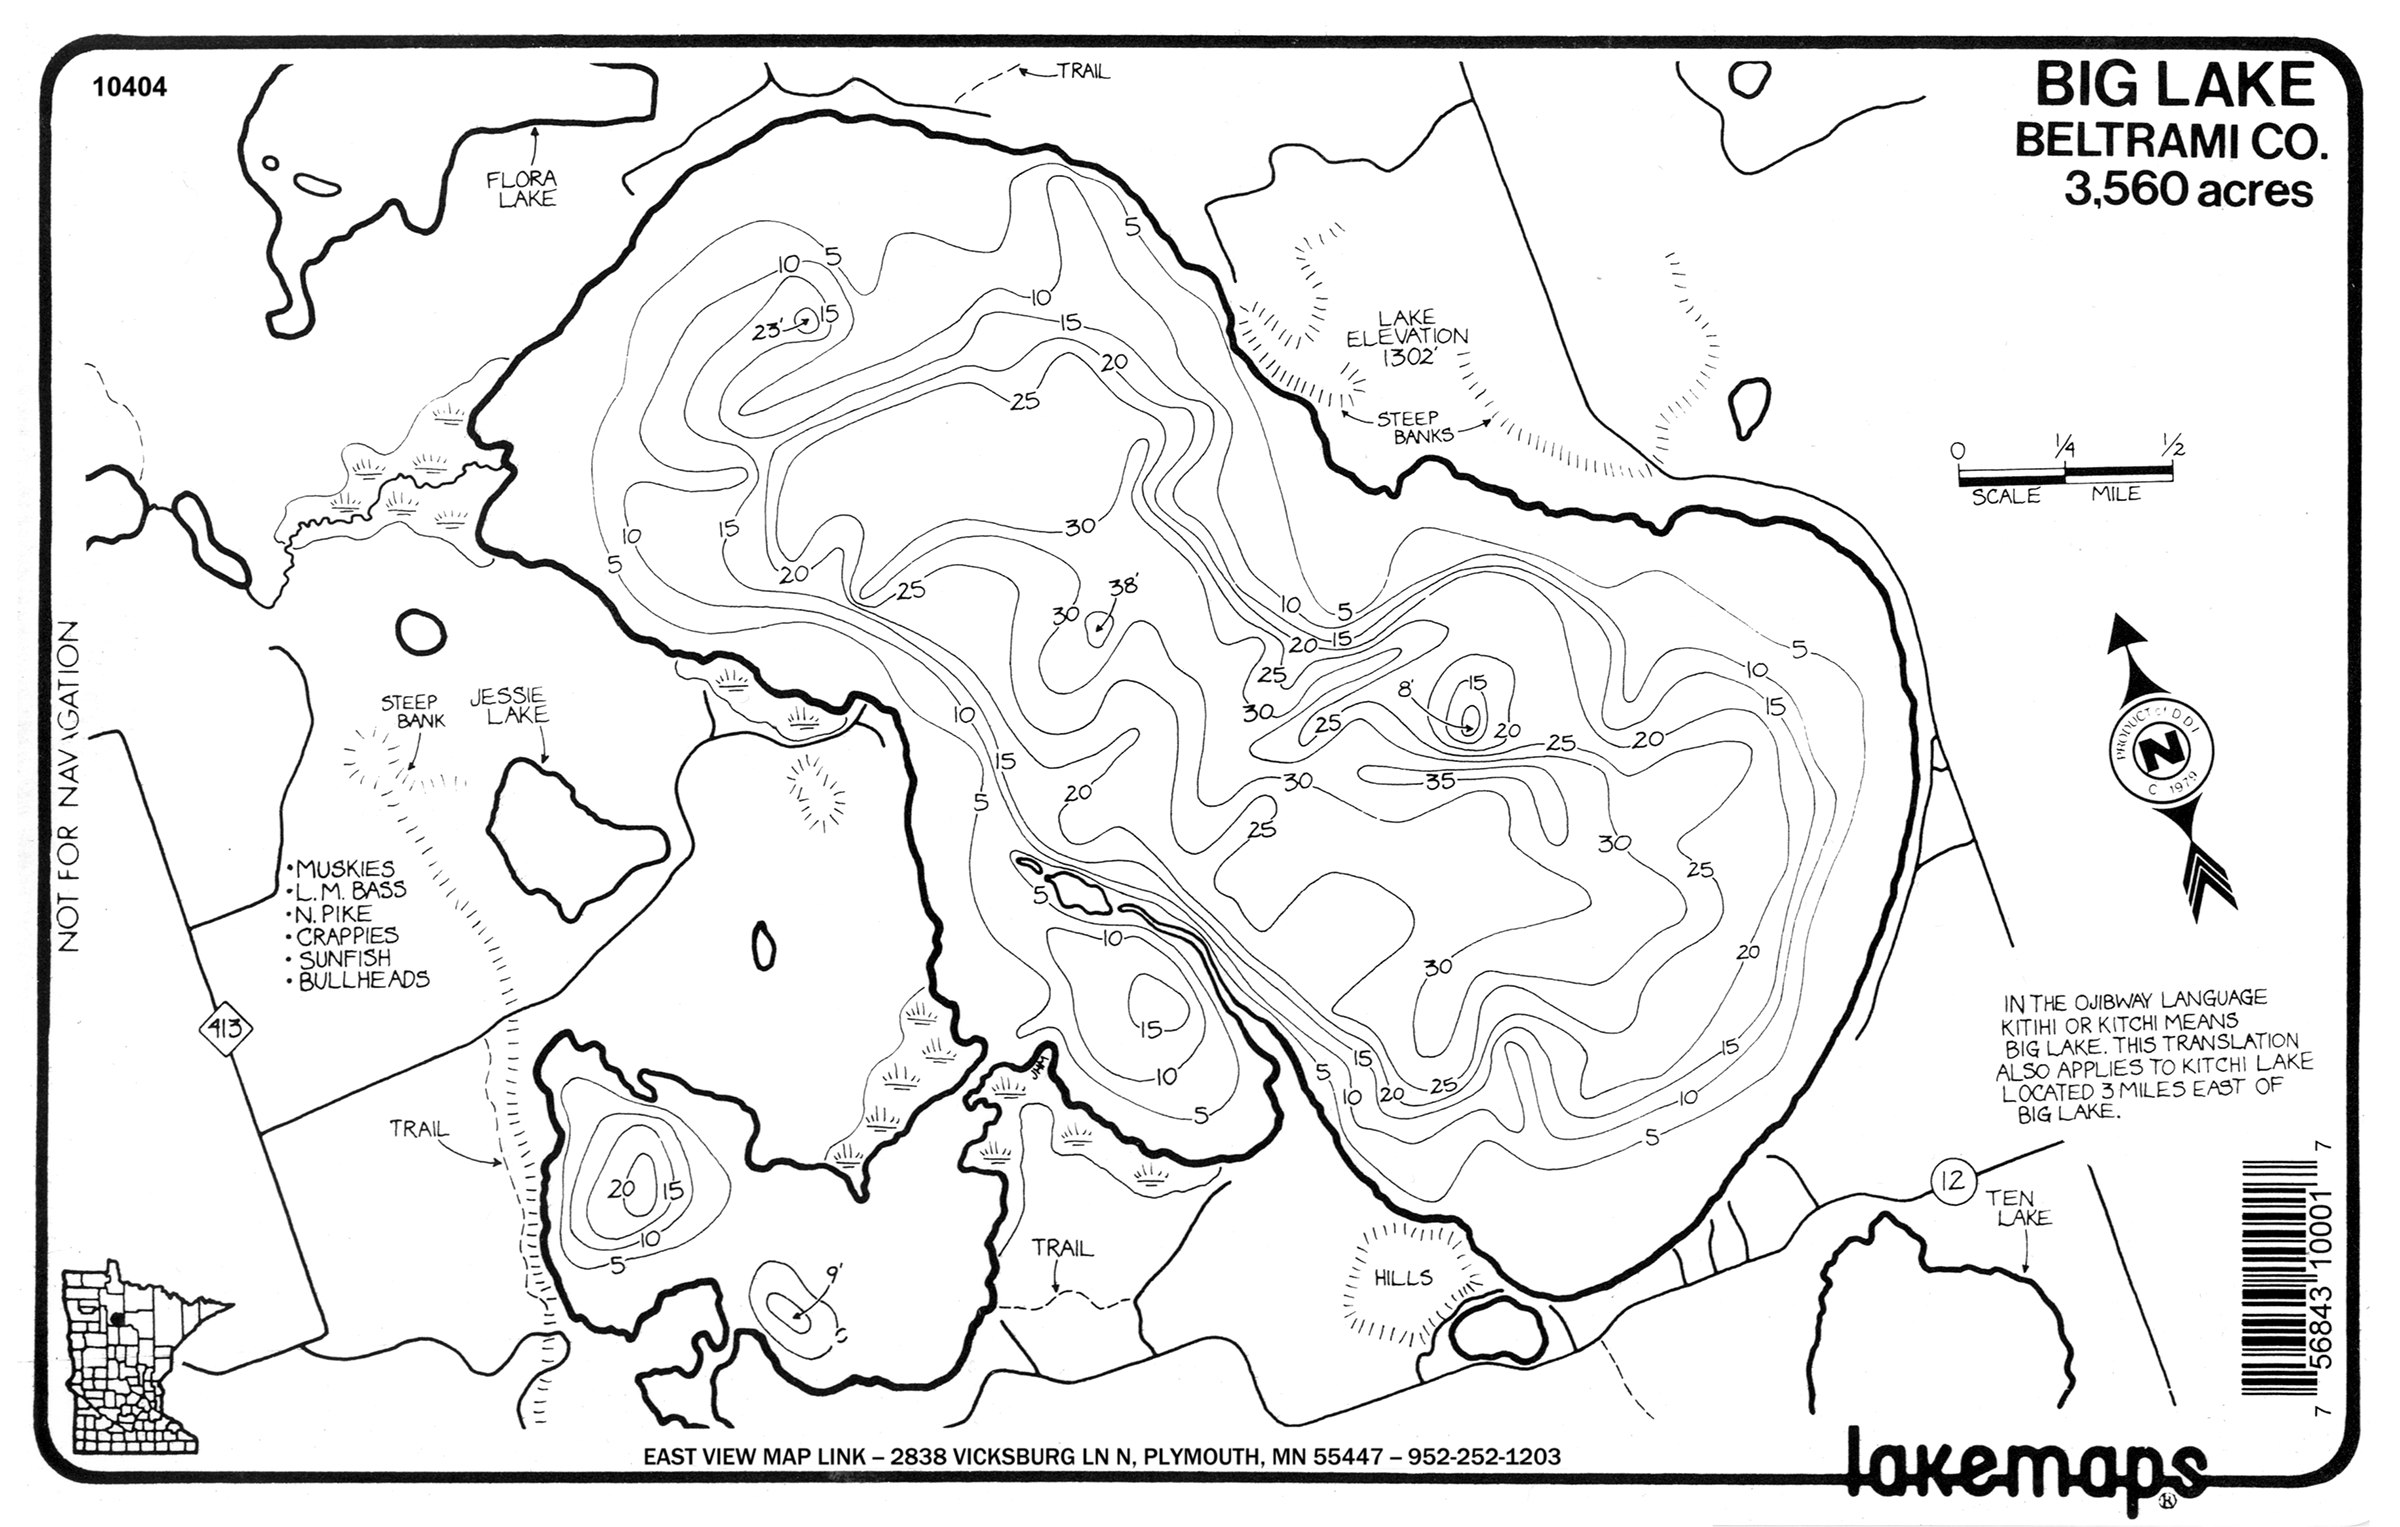 10404
BIG LAKE
BELTRAMI CO.
3,560 acres
TRAIL
FLORA
LAKE
5
10
5
23'
15
10
15
20
25
LAKE
ELEVATION
1302'
STEEP
BANKS
0
1/4
1/2
SCALE
MILE
10
15
5
20
30
25
38'
30
10
5
20
15
25
30
5
10
15
8'
15
20
25
25
20
PRODUCT of D.D.I.
N
C 1979
NOT FOR NAVIGATION
STEEP
BANK
JESSIE
LAKE
10
15
5
20
30
35
25
30
25
20
• MUSKIES
• L.M. BASS
• N. PIKE
• CRAPPIES
• SUNFISH
• BULLHEADS
5
10
15
10
5
30
413
IN THE OJIBWAY LANGUAGE
KITIHI OR KITCHI MEANS
BIG LAKE. THIS TRANSLATION
ALSO APPLIES TO KITCHI LAKE
LOCATED 3 MILES EAST OF
BIG LAKE.
JHM
5
15
10
20
25
15
10
5
TRAIL
20
15
10
5
9'
TRAIL
HILLS
12
TEN
LAKE
7 56843 10001 7
EAST VIEW MAP LINK – 2838 VICKSBURG LN N, PLYMOUTH, MN 55447 – 952-252-1203
lakemaps
®